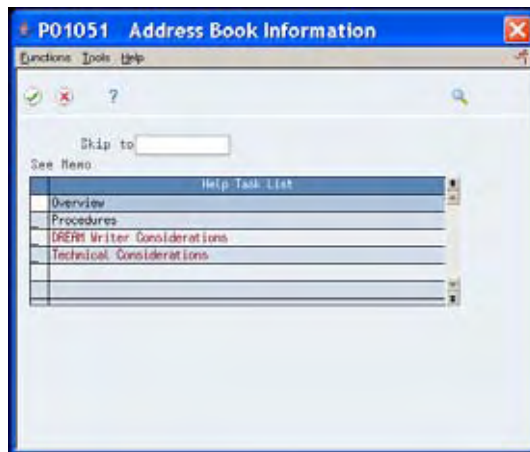 P01051 Address Book Information
Functions Tools Help
?
Skip to
See Memo
Help Task List
Overview
Procedures
DREAM Writer Considerations
Technical Considerations